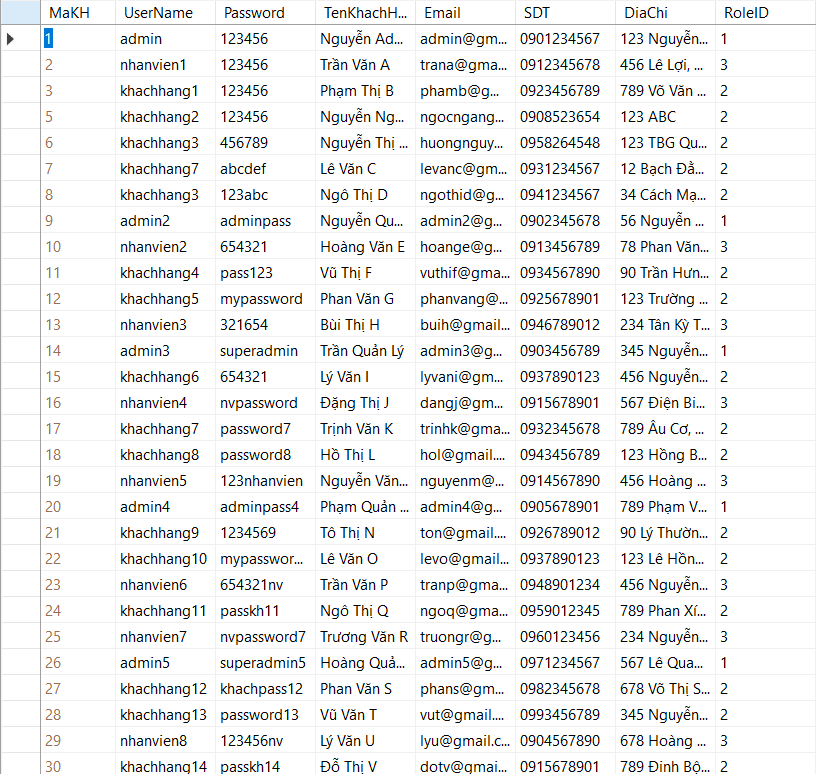 MaKH UserName Password TenKhachH... Email SDT DiaChi RoleID
1 admin 123456 Nguyễn Ad... admin@gm... 0901234567 123 Nguyễn... 1
2 nhanvien1 123456 Trần Văn A trana@gma... 0912345678 456 Lê Lợi, ... 3
3 khachhang1 123456 Phạm Thị B phamb@g... 0923456789 789 Võ Văn ... 2
5 khachhang2 123456 Nguyễn Ng... ngocngang... 0908523654 123 ABC 2
6 khachhang3 456789 Nguyễn Thị ... huongnguy... 0958264548 123 TBG Qu... 2
7 khachhang7 abcdef Lê Văn C levanc@gm... 0931234567 12 Bạch Đằ... 2
8 khachhang3 123abc Ngô Thị D ngothid@g... 0941234567 34 Cách Mạ... 2
9 admin2 adminpass Nguyễn Qu... admin2@g... 0902345678 56 Nguyễn ... 1
10 nhanvien2 654321 Hoàng Văn E hoange@g... 0913456789 78 Phan Văn... 3
11 khachhang4 pass123 Vũ Thị F vuthif@gma... 0934567890 90 Trần Hưn... 2
12 khachhang5 mypassword Phan Văn G phanvang@... 0925678901 123 Trường ... 2
13 nhanvien3 321654 Bùi Thị H buih@gmail... 0946789012 234 Tân Kỳ T... 3
14 admin3 superadmin Trần Quản Lý admin3@g... 0903456789 345 Nguyễn... 1
15 khachhang6 654321 Lý Văn I lyvani@gm... 0937890123 456 Nguyễn... 2
16 nhanvien4 nvpassword Đặng Thị J dangj@gm... 0915678901 567 Điện Bi... 3
17 khachhang7 password7 Trịnh Văn K trinhk@gm... 0932345678 789 Âu Cơ, ... 2
18 khachhang8 password8 Hồ Thị L hol@gmail.... 0943456789 123 Hồng B... 2
19 nhanvien5 123nhanvien Nguyễn Văn... nguyenm@... 0914567890 456 Hoàng ... 3
20 admin4 adminpass4 Phạm Quản ... admin4@g... 0905678901 789 Phạm V... 1
21 khachhang9 1234569 Tô Thị N ton@gmail.... 0926789012 90 Lý Thườn... 2
22 khachhang10 mypasswor... Lê Văn O levo@gmail... 0937890123 123 Lê Hồn... 2
23 nhanvien6 654321nv Trần Văn P tranp@gma... 0948901234 456 Nguyễn... 3
24 khachhang11 passkh11 Ngô Thị Q ngoq@gma... 0959012345 789 Phan Xí... 2
25 nhanvien7 nvpassword7 Trương Văn R truongr@g... 0960123456 234 Nguyễn... 3
26 admin5 superadmin5 Hoàng Quả... admin5@g... 0971234567 567 Lê Qua... 1
27 khachhang12 khachpass12 Phan Văn S phans@gm... 0982345678 678 Võ Thị S... 2
28 khachhang13 password13 Vũ Văn T vut@gmail.... 0993456789 345 Nguyễn... 2
29 nhanvien8 123456nv Lý Văn U lyu@gmail.c... 0904567890 678 Hoàng ... 3
30 khachhang14 passkh14 Đỗ Thị V dotv@gmai... 0915678901 789 Đinh Bộ... 2